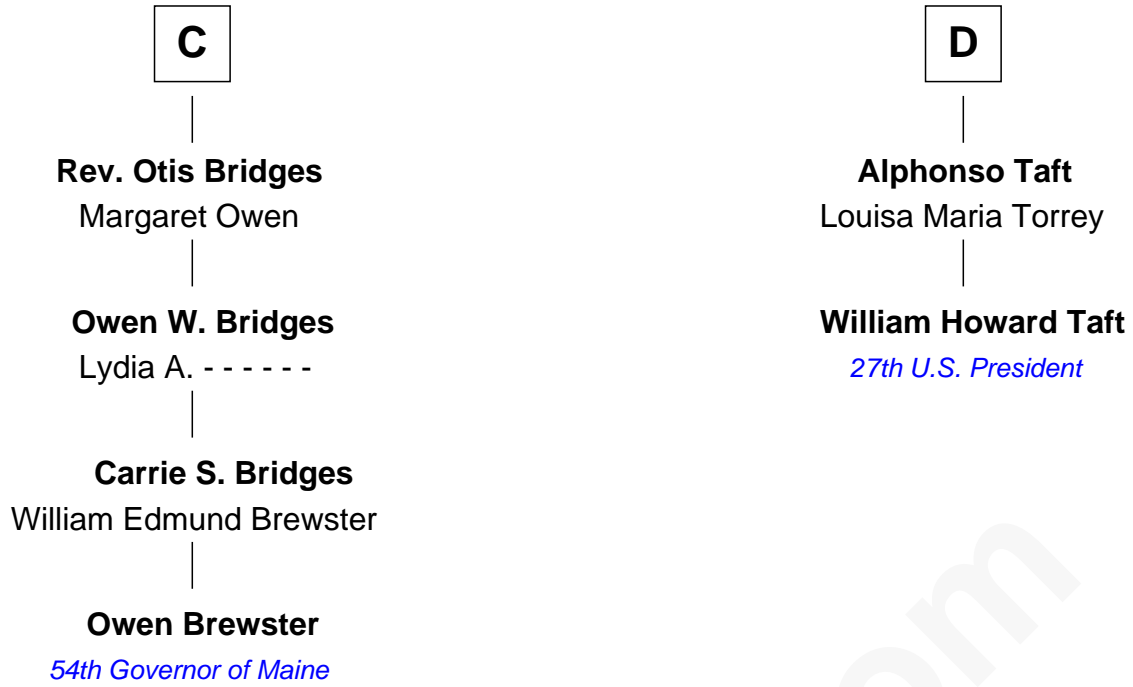 C
Rev. Otis Bridges
Margaret Owen
Owen W. Bridges
Lydia A. - - - - - -
Carrie S. Bridges
William Edmund Brewster
Owen Brewster
54th Governor of Maine
D
Alphonso Taft
Louisa Maria Torrey
William Howard Taft
27th U.S. President
om